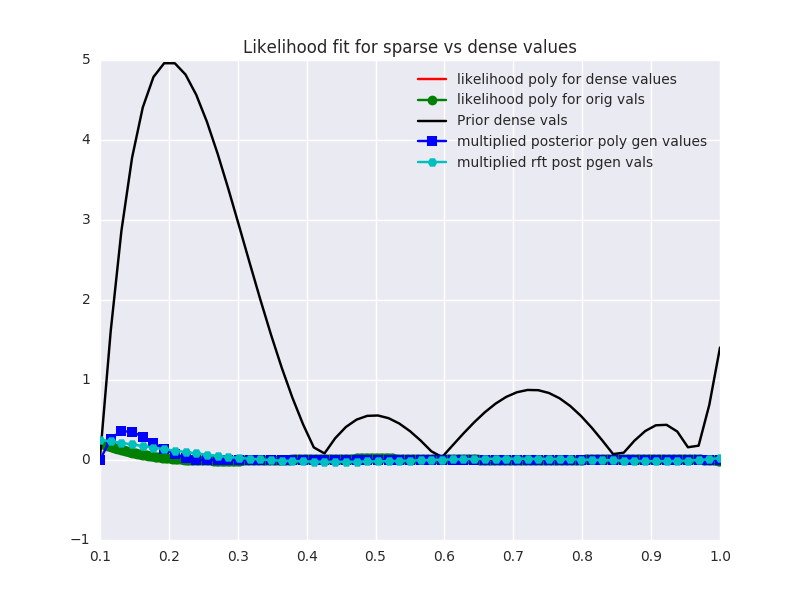 Likelihood fit for sparse vs dense values
likelihood poly for dense values
likelihood poly for orig vals
Prior dense vals
multiplied posterior poly gen values
multiplied rft post pgen vals
5
4
3
2
1
0
−1
0.1 0.2 0.3 0.4 0.5 0.6 0.7 0.8 0.9 1.0